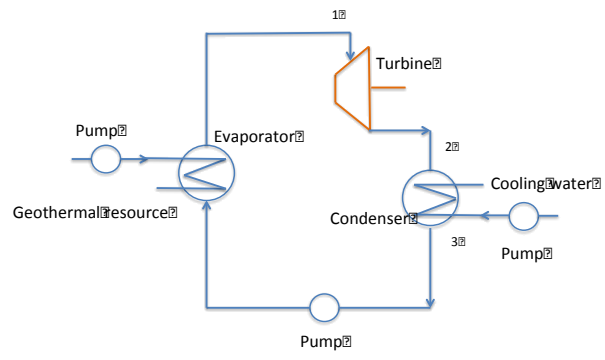 1
Turbine
Pump
Evaporator
2
Cooling water
Geothermal resource
Condenser
3
Pump
Pump